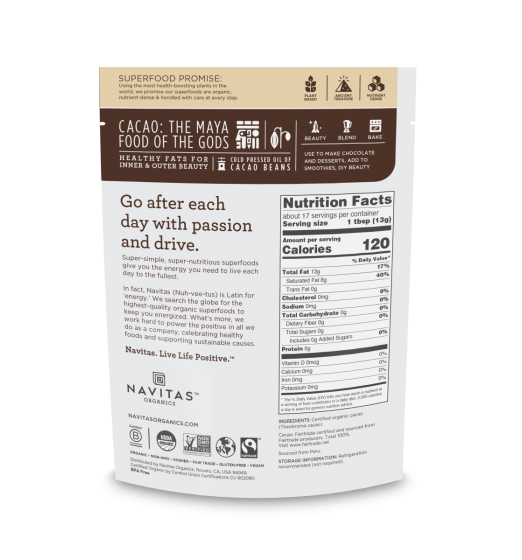 SUPERFOOD PROMISE:
Using the most health-boosting plants in the
world, we promise our superfoods are organic,
nutrient-dense & handled with care at every step.
PLANT
BASED
ANCIENT
TREASURE
NUTRIENT
DENSE
CACAO: THE MAYA
FOOD OF THE GODS
HEALTHY FATS FOR
INNER & OUTER BEAUTY
COLD PRESSED OIL OF
CACAO BEANS
BEAUTY
BLEND
BAKE
USE TO MAKE CHOCOLATE
AND DESSERTS, ADD TO
SMOOTHIES, DIY BEAUTY
Go after each
day with passion
and drive.
Super-simple, super-nutritious superfoods
give you the energy you need to live each
day to the fullest.
In fact, Navitas (Nuh-vee-tus) is Latin for
'energy.' We search the globe for the
highest-quality organic superfoods to
keep you energized. What's more, we
work hard to power the positive in all we
do as a company, celebrating healthy
foods and supporting sustainable causes.
Navitas. Live Life Positive.™
NAVITAS™
ORGANICS
NAVITASORGANICS.COM
Certified
B
Corporation
USDA
ORGANIC
NON
GMO
FAIRTRADE
ORGANIC • NON-GMO • KOSHER • FAIR TRADE • GLUTEN-FREE • VEGAN
Distributed by Navitas Organics, Novato, CA, USA 94949.
Certified Organic by Control Union Certifications CU 802080
BPA Free
Nutrition Facts
about 17 servings per container
Serving size 1 tbsp (13g)
Amount per serving
Calories 120
% Daily Value*
Total Fat 13g 17%
Saturated Fat 8g 40%
Trans Fat 0g
Cholesterol 0mg 0%
Sodium 0mg 0%
Total Carbohydrate 0g 0%
Dietary Fiber 0g 0%
Total Sugars 0g
Includes 0g Added Sugars 0%
Protein 0g
Vitamin D 0mcg 0%
Calcium 0mg 0%
Iron 0mg 0%
Potassium 0mg 0%
* The % Daily Value (DV) tells you how much a nutrient in
a serving of food contributes to a daily diet. 2,000 calories
a day is used for general nutrition advice.
INGREDIENTS: Certified organic cacao
(Theobroma cacao)
Cacao: Fairtrade certified and sourced from
Fairtrade producers. Total 100%.
Visit www.fairtrade.net
Sourced from Peru.
STORAGE INFORMATION: Refrigeration
recommended (not required).